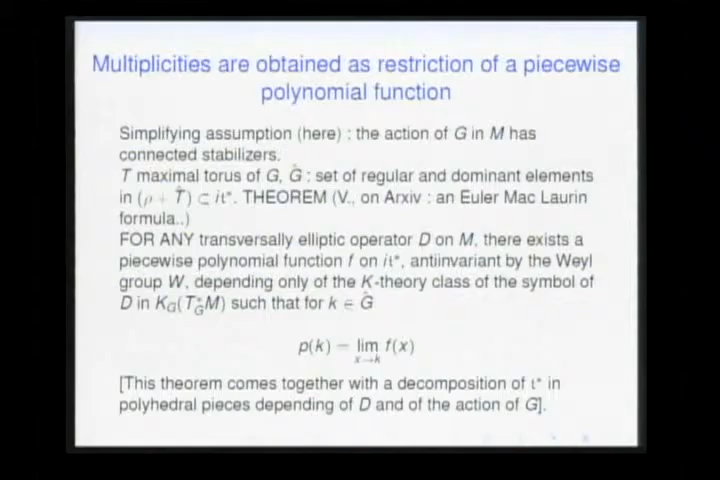 Multiplicities are obtained as restriction of a piecewise
polynomial function
Simplifying assumption (here) : the action of G in M has
connected stabilizers.
T maximal torus of G, Ĝ : set of regular and dominant elements
in (ρ + T̂) ⊂ it*. THEOREM (V., on Arxiv : an Euler Mac Laurin
formula..)
FOR ANY transversally elliptic operator D on M, there exists a
piecewise polynomial function f on it*, antiinvariant by the Weyl
group W, depending only of the K-theory class of the symbol of
D in K_G(T*_G M) such that for k ∈ Ĝ
p(k) = lim f(x)
x→k
[This theorem comes together with a decomposition of t* in
polyhedral pieces depending of D and of the action of G].